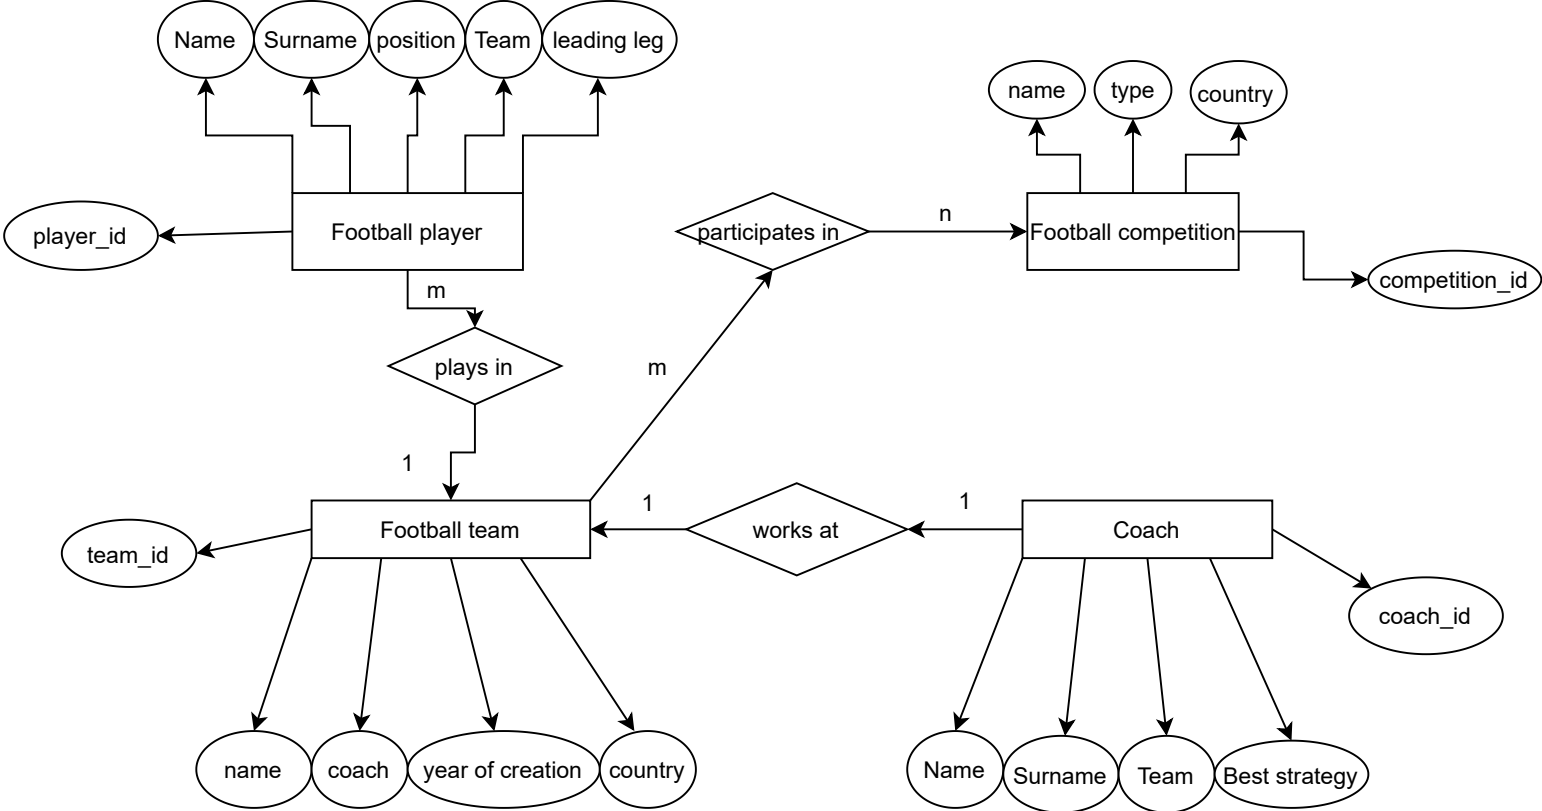 Name
Surname
position
Team
leading leg
name
type
country
player_id
Football player
participates in
n
Football competition
competition_id
m
plays in
m
1
team_id
Football team
1
works at
1
Coach
coach_id
name
coach
year of creation
country
Name
Surname
Team
Best strategy